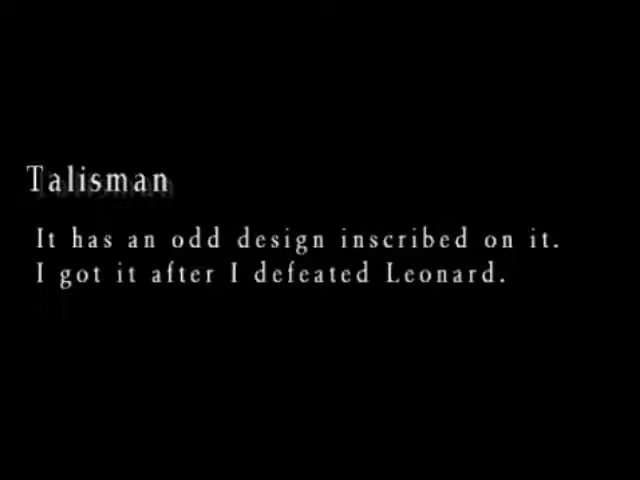 Talisman
It has an odd design inscribed on it.
I got it after I defeated Leonard.